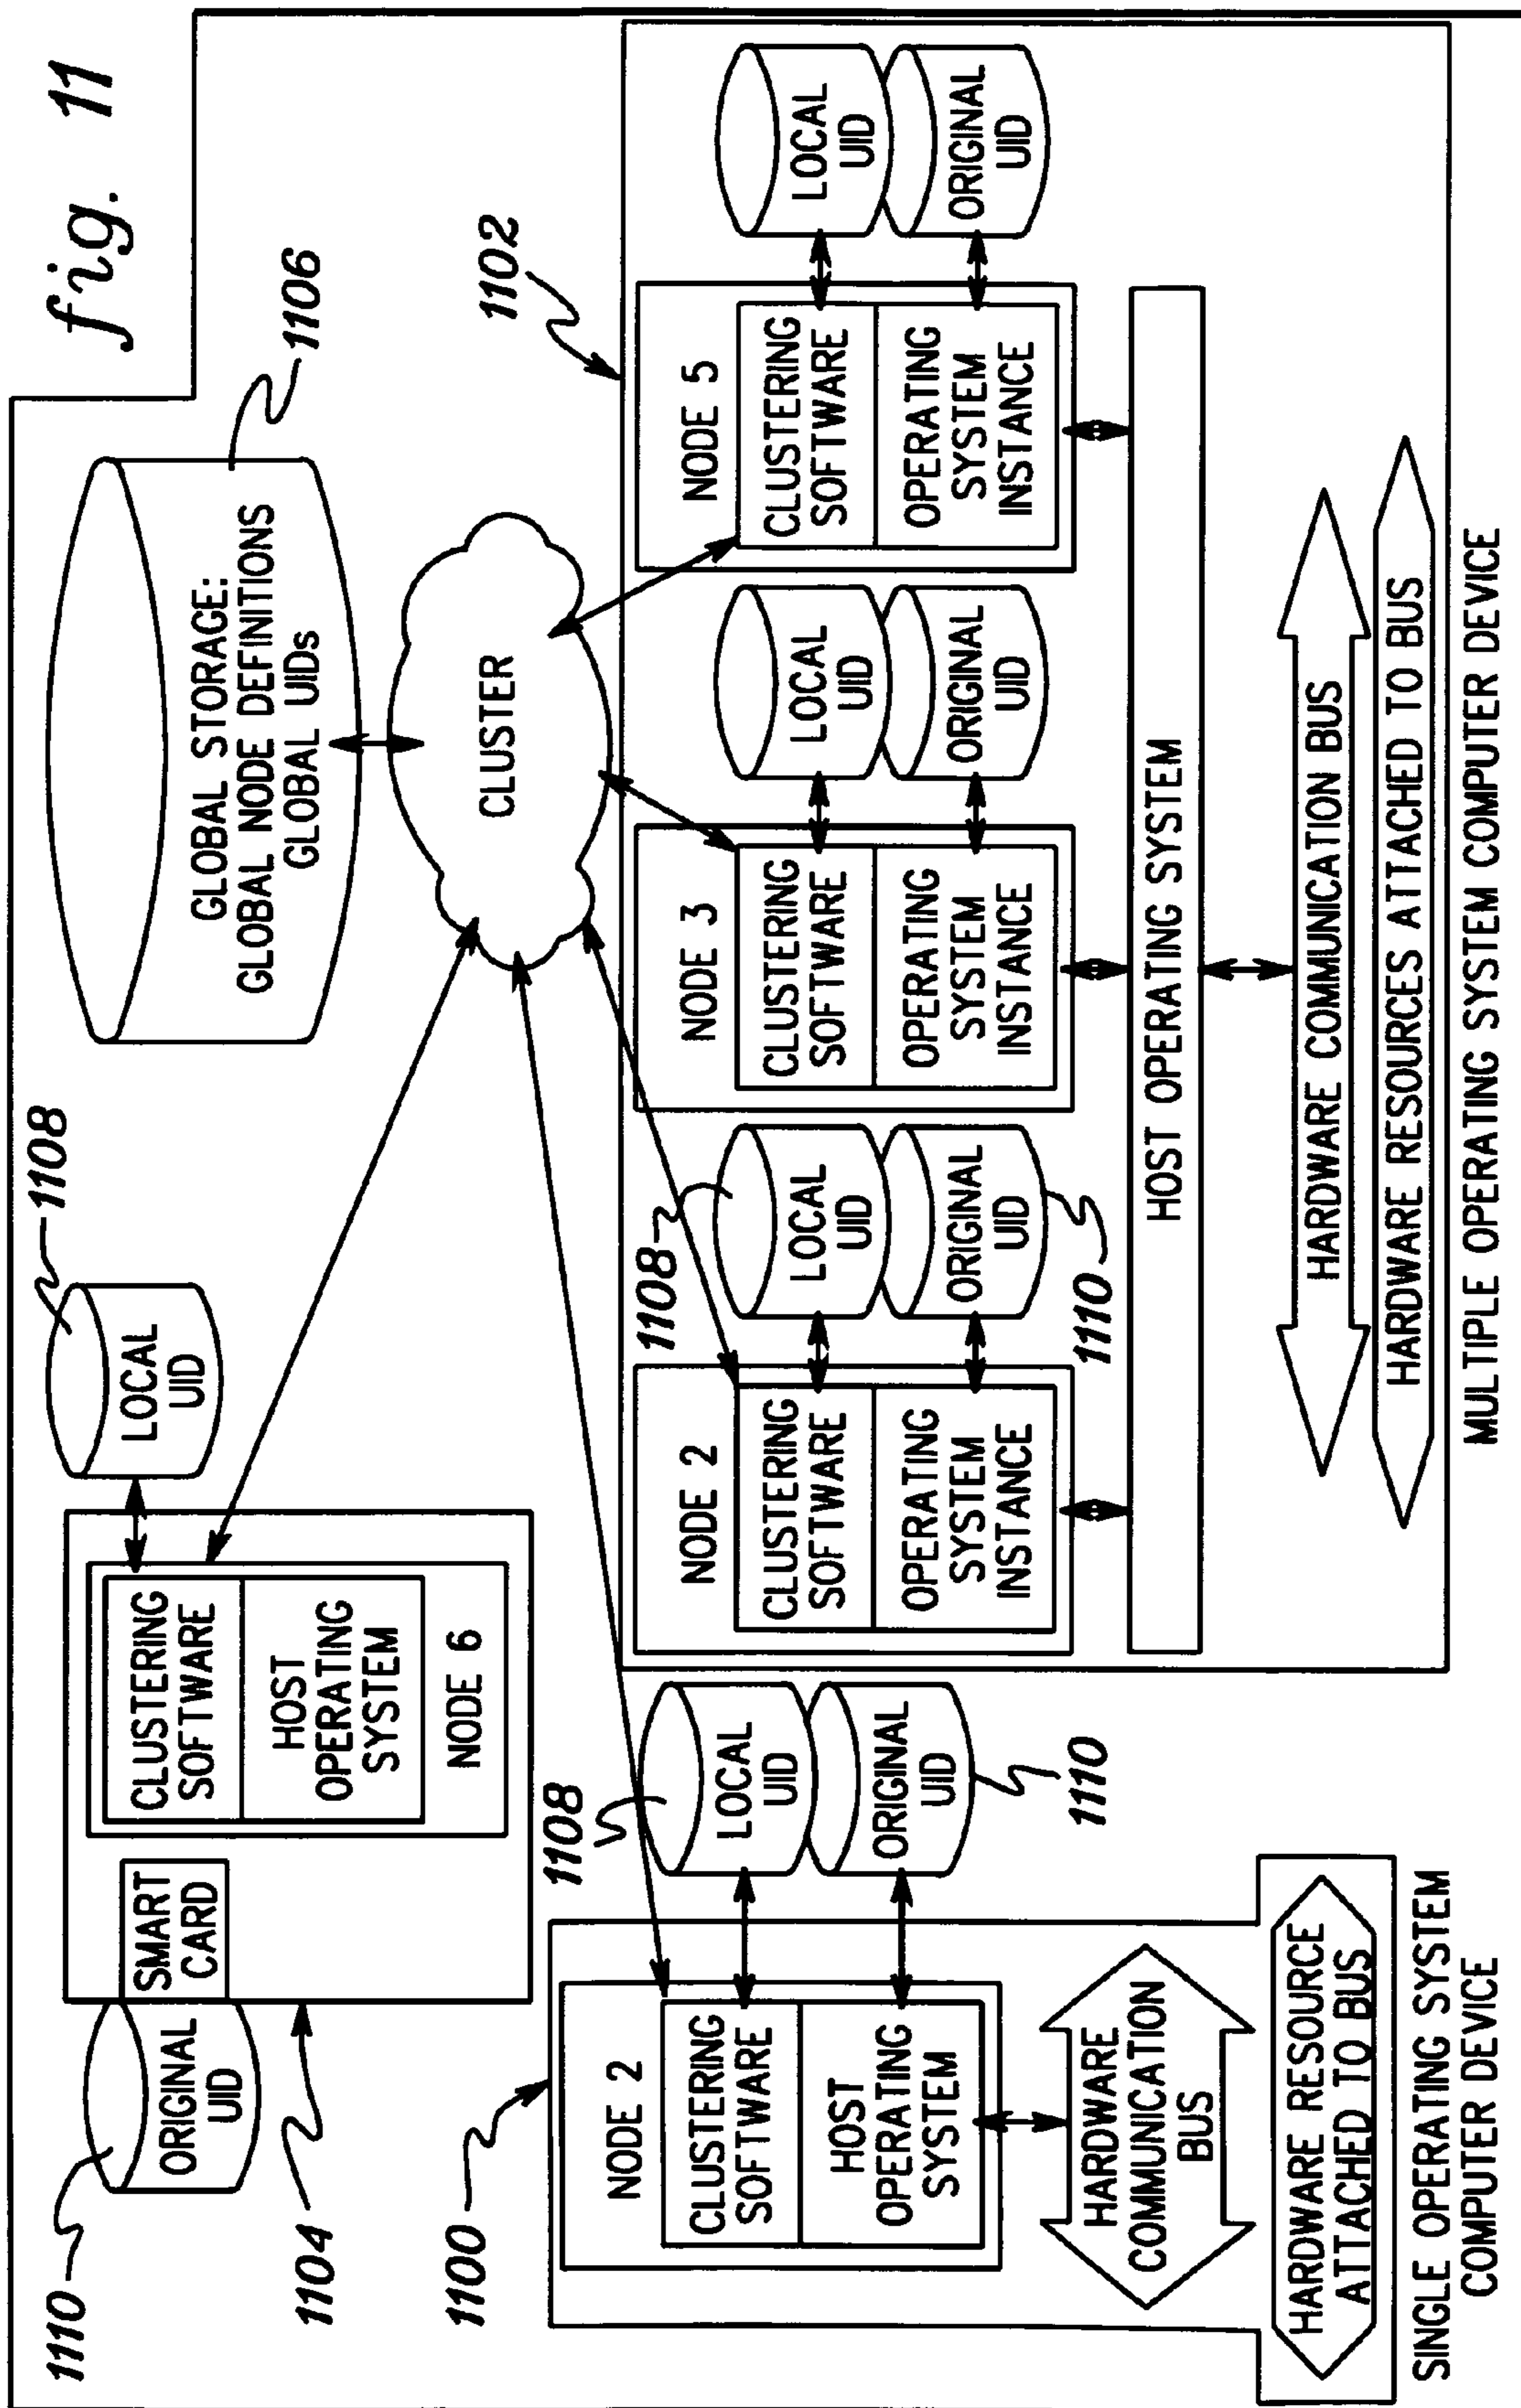 fig. 11
1110
ORIGINAL
UID
SMART
CARD
1104
CLUSTERING
SOFTWARE
HOST
OPERATING
SYSTEM
NODE 6
LOCAL
UID
1108
GLOBAL STORAGE:
GLOBAL NODE DEFINITIONS
GLOBAL UIDs
1106
CLUSTER
1100
NODE 2
CLUSTERING
SOFTWARE
HOST
OPERATING
SYSTEM
1108
LOCAL
UID
ORIGINAL
UID
1110
HARDWARE
COMMUNICATION
BUS
HARDWARE RESOURCE
ATTACHED TO BUS
SINGLE OPERATING SYSTEM
COMPUTER DEVICE
1102
NODE 2
CLUSTERING
SOFTWARE
OPERATING
SYSTEM
INSTANCE
1108
LOCAL
UID
ORIGINAL
UID
1110
NODE 3
CLUSTERING
SOFTWARE
OPERATING
SYSTEM
INSTANCE
LOCAL
UID
ORIGINAL
UID
NODE 5
CLUSTERING
SOFTWARE
OPERATING
SYSTEM
INSTANCE
LOCAL
UID
ORIGINAL
UID
HOST OPERATING SYSTEM
HARDWARE COMMUNICATION BUS
HARDWARE RESOURCES ATTACHED TO BUS
MULTIPLE OPERATING SYSTEM COMPUTER DEVICE